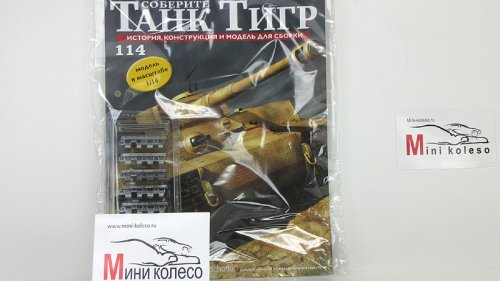 СОБЕРИТЕ
ТАНК ТИГР
ИСТОРИЯ, КОНСТРУКЦИЯ И МОДЕЛЬ ДЛЯ СБОРКИ
114
модель
в масштабе
1/16
Mini-koleso.ru
Mini koleso
www.mini-koleso.ru
МИНИ КОЛЕСО
hachette